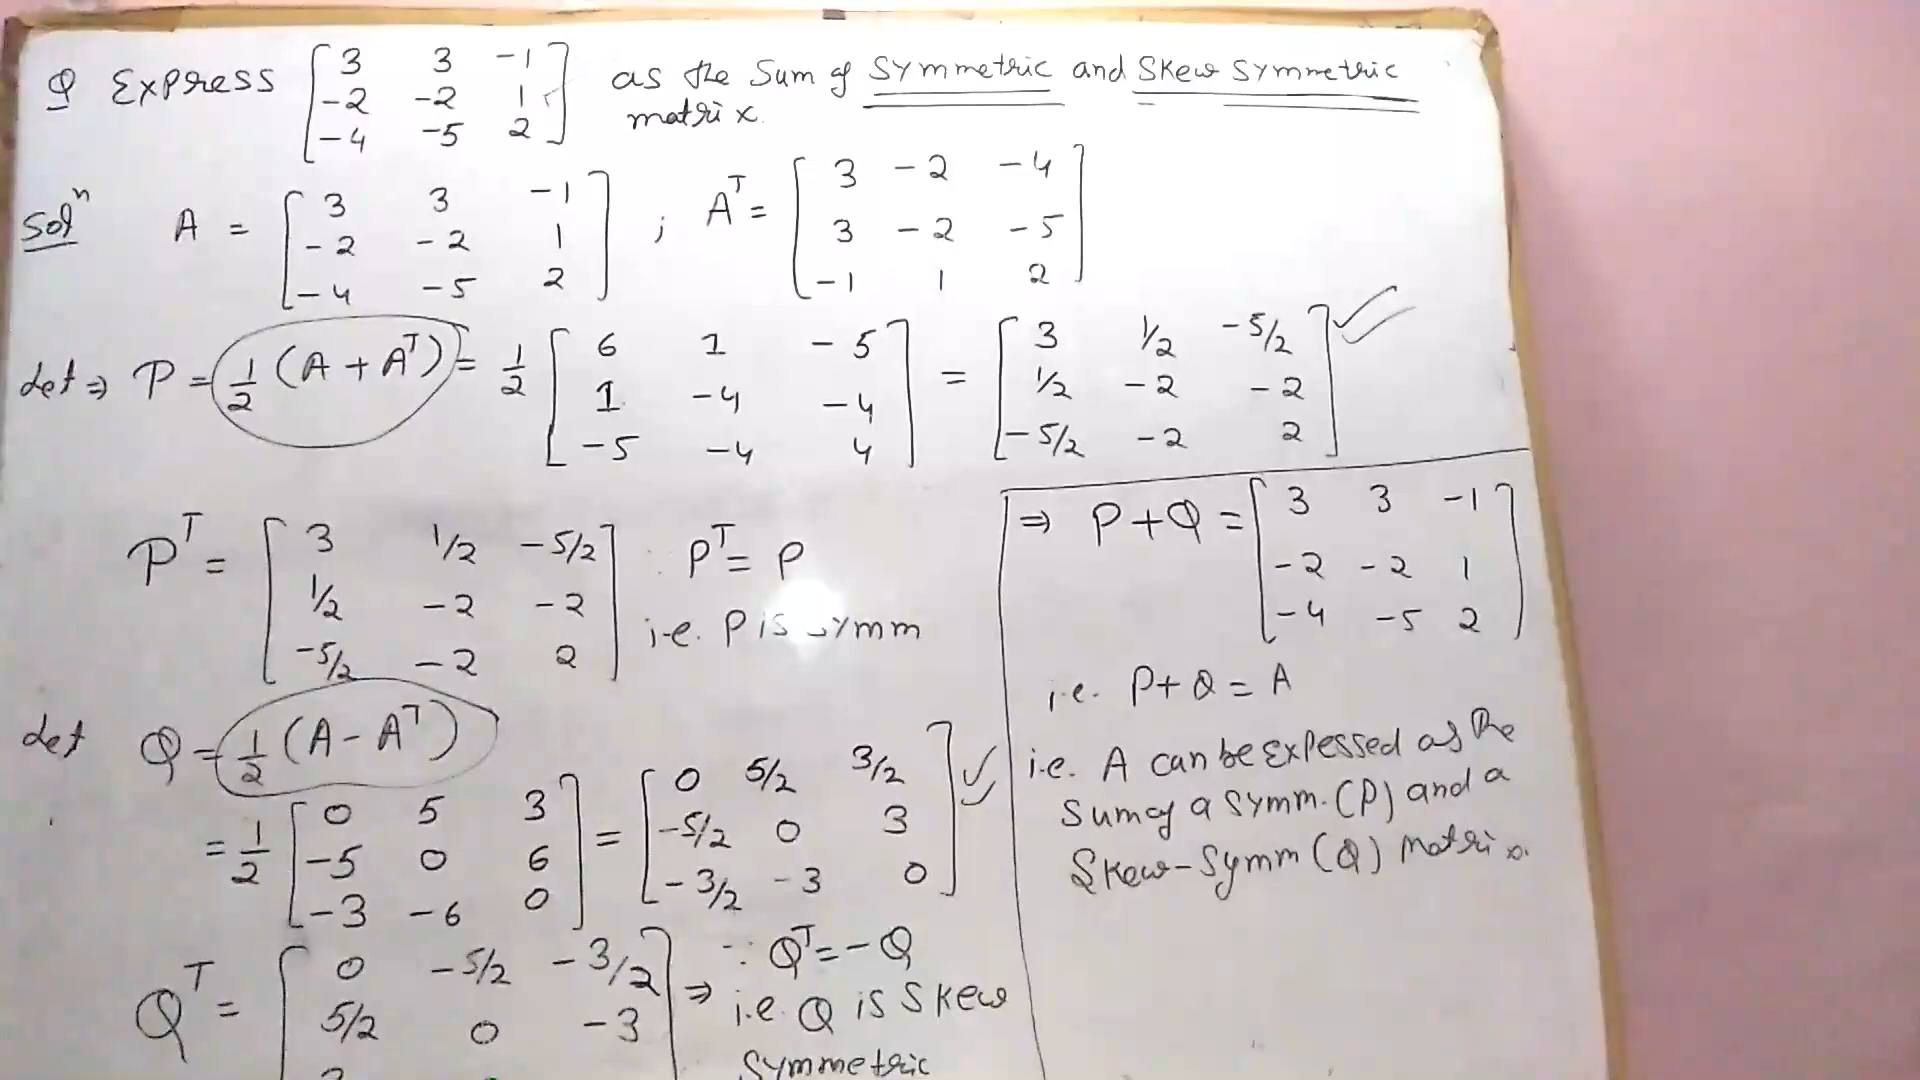 Q Express [3 3 -1
-2 -2 1
-4 -5 2] as the Sum of Symmetric and Skew Symmetric
matrix.
Solⁿ A = [3 3 -1
-2 -2 1
-4 -5 2] ; Aᵀ = [3 -2 -4
3 -2 -5
-1 1 2]
Let ⇒ P = 1/2 (A + Aᵀ) = 1/2 [6 1 -5
1 -4 -4
-5 -4 4] = [3 1/2 -5/2
1/2 -2 -2
-5/2 -2 2]
Pᵀ = [3 1/2 -5/2
1/2 -2 -2
-5/2 -2 2] ∵ Pᵀ = P
i.e. P is symm
Let Q = 1/2 (A - Aᵀ)
= 1/2 [0 5 3
-5 0 6
-3 -6 0] = [0 5/2 3/2
-5/2 0 3
-3/2 -3 0]
Qᵀ = [0 -5/2 -3/2
5/2 0 -3
⇒ ∵ Qᵀ = -Q
i.e. Q is Skew
Symmetric
⇒ P+Q = [3 3 -1
-2 -2 1
-4 -5 2]
i.e. P+Q = A
i.e. A can be expessed as the
Sum of a Symm. (P) and a
Skew-Symm (Q) Matrix.